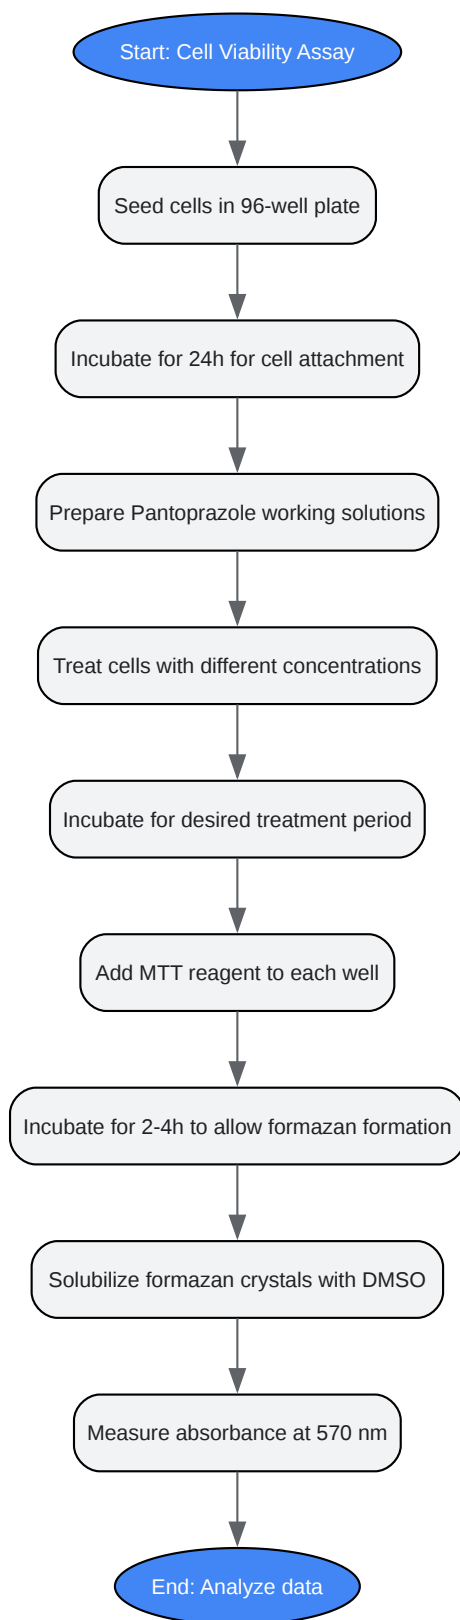 Start: Cell Viability Assay
Seed cells in 96-well plate
Incubate for 24h for cell attachment
Prepare Pantoprazole working solutions
Treat cells with different concentrations
Incubate for desired treatment period
Add MTT reagent to each well
Incubate for 2-4h to allow formazan formation
Solubilize formazan crystals with DMSO
Measure absorbance at 570 nm
End: Analyze data